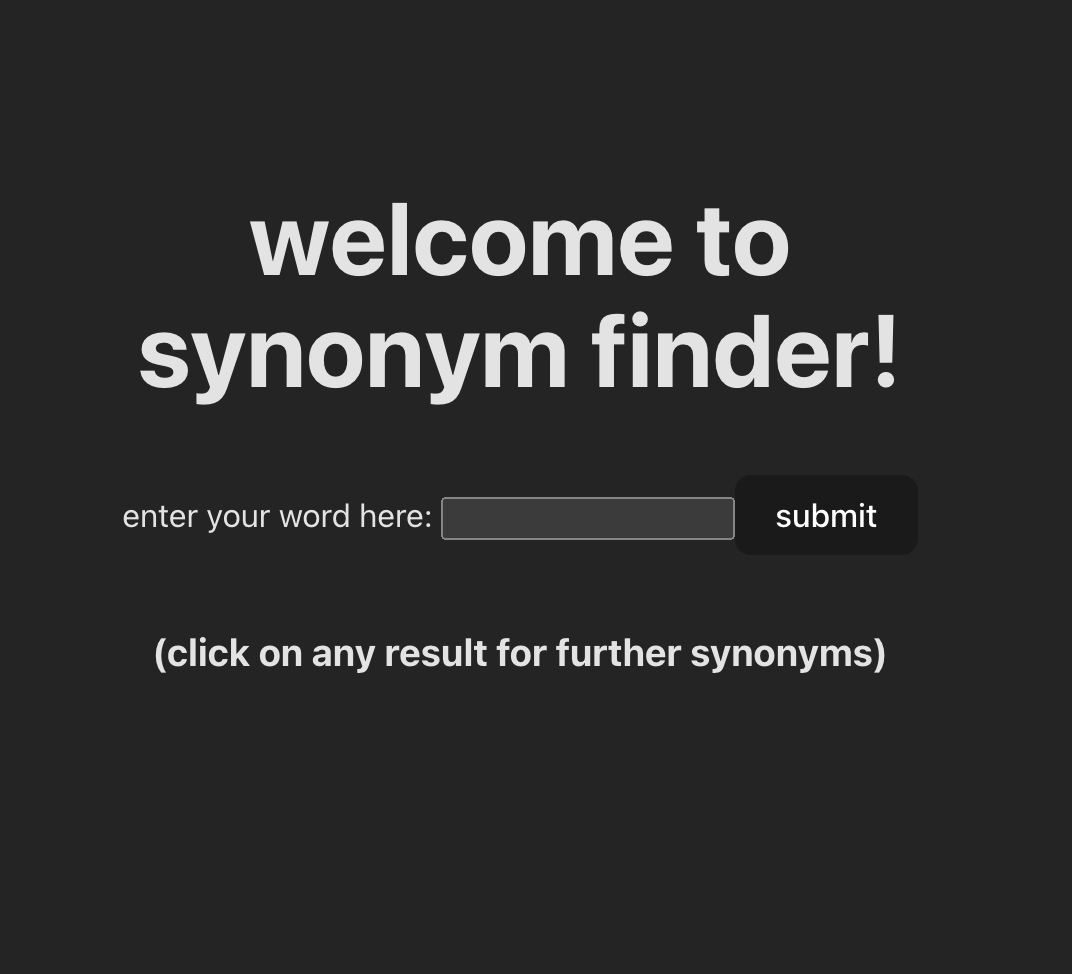 welcome to
synonym finder!
enter your word here: submit
(click on any result for further synonyms)